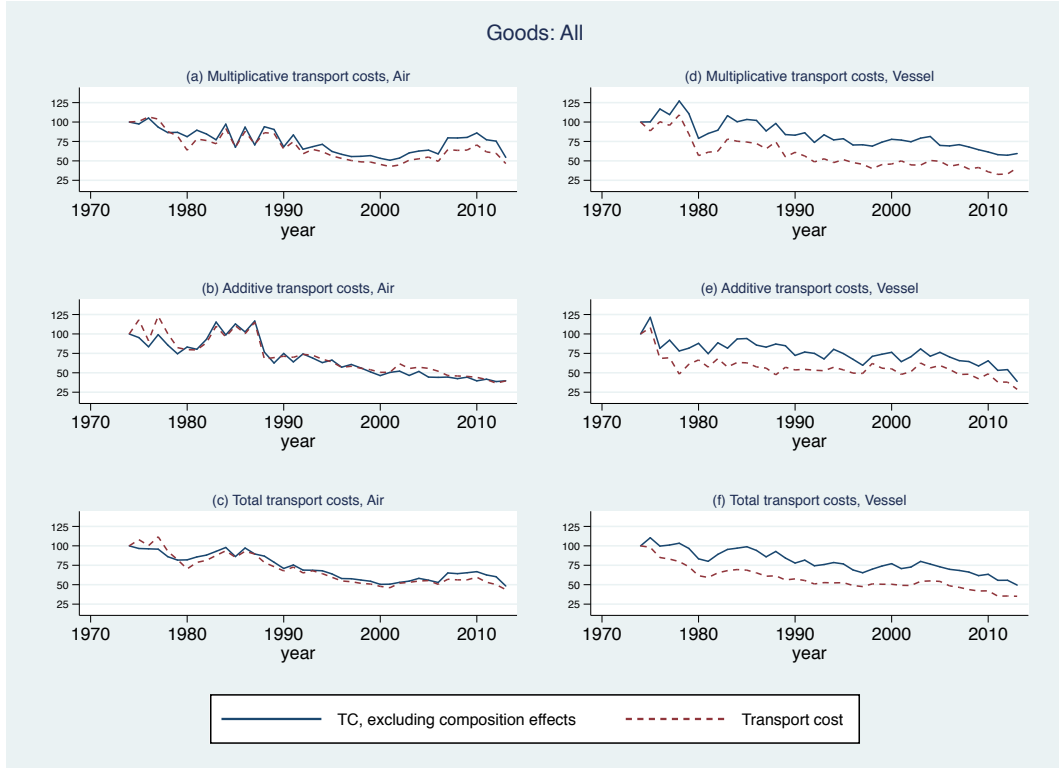 Goods: All
(a) Multiplicative transport costs, Air
125
100
75
50
25
1970 1980 1990 2000 2010
year
(d) Multiplicative transport costs, Vessel
125
100
75
50
25
1970 1980 1990 2000 2010
year
(b) Additive transport costs, Air
125
100
75
50
25
1970 1980 1990 2000 2010
year
(e) Additive transport costs, Vessel
125
100
75
50
25
1970 1980 1990 2000 2010
year
(c) Total transport costs, Air
125
100
75
50
25
1970 1980 1990 2000 2010
year
(f) Total transport costs, Vessel
125
100
75
50
25
1970 1980 1990 2000 2010
year
TC, excluding composition effects Transport cost